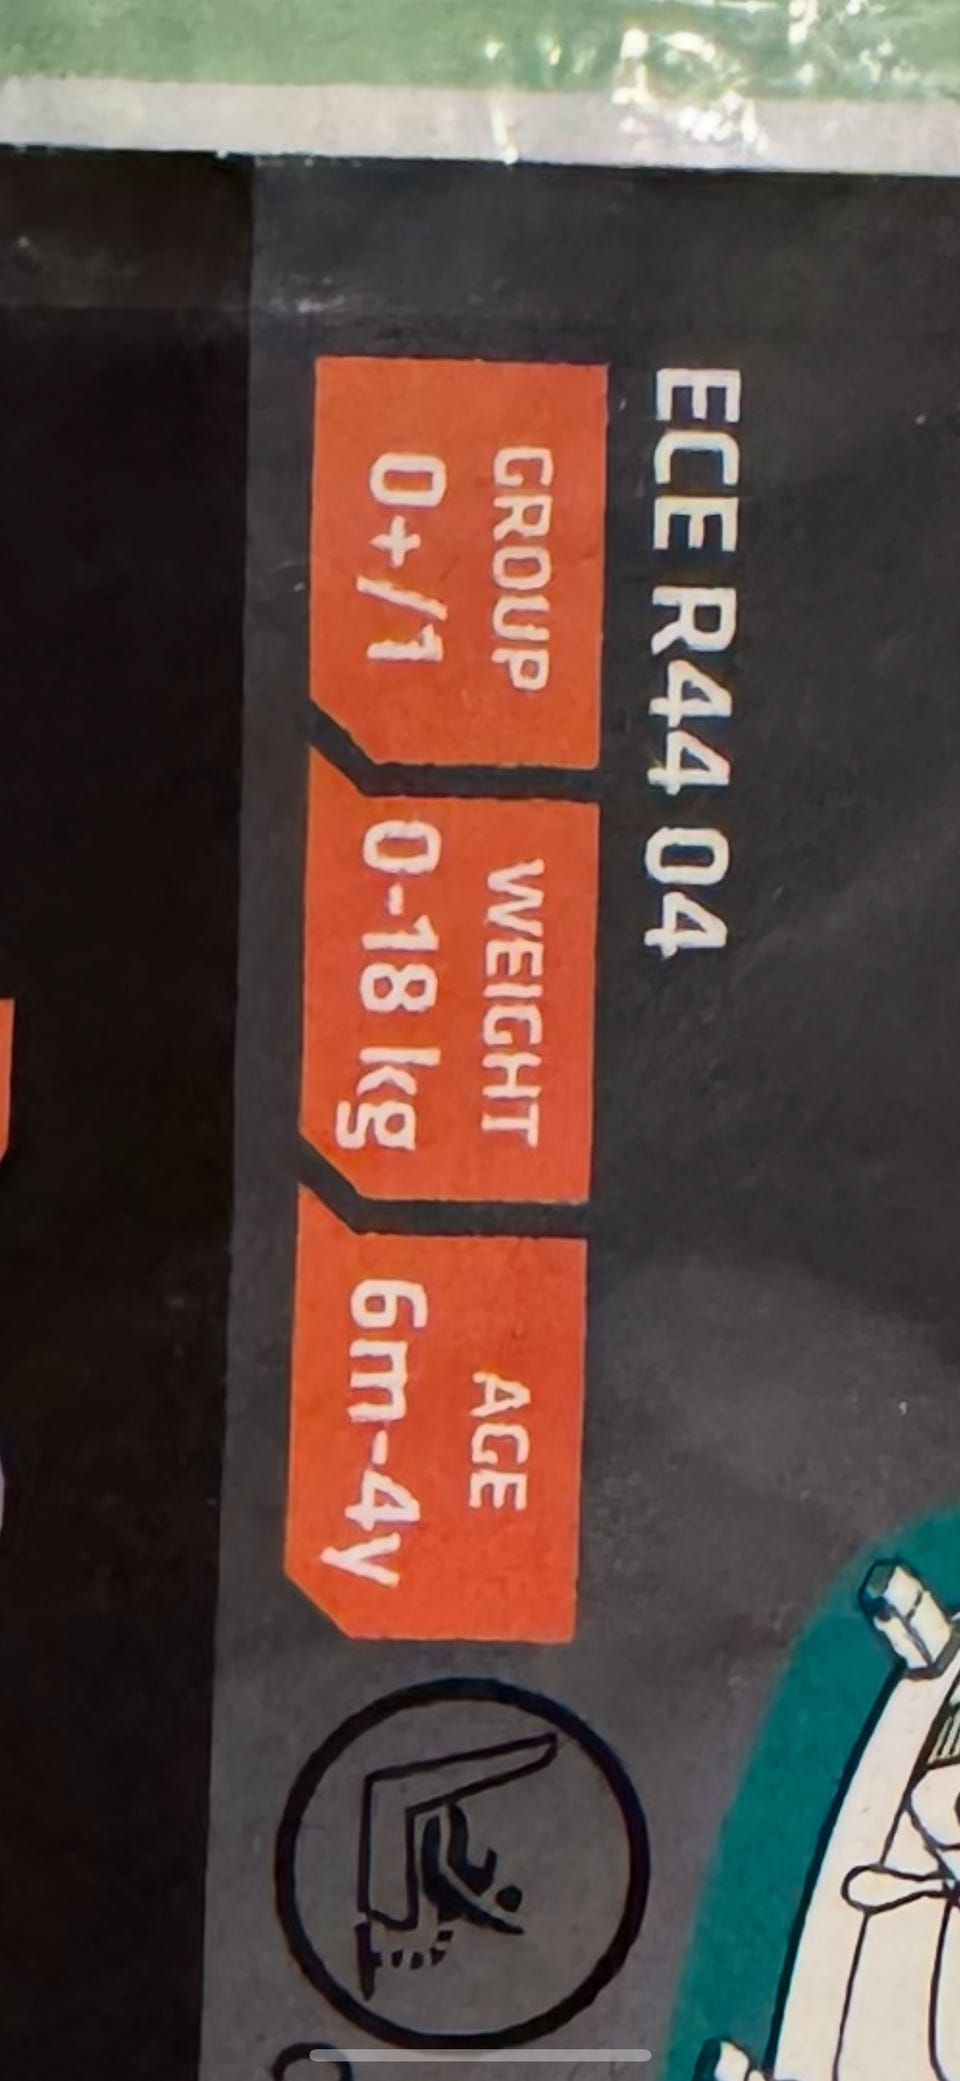 ECE R44 04
GROUP
0+/1
WEIGHT
0-18 kg
AGE
6m-4y